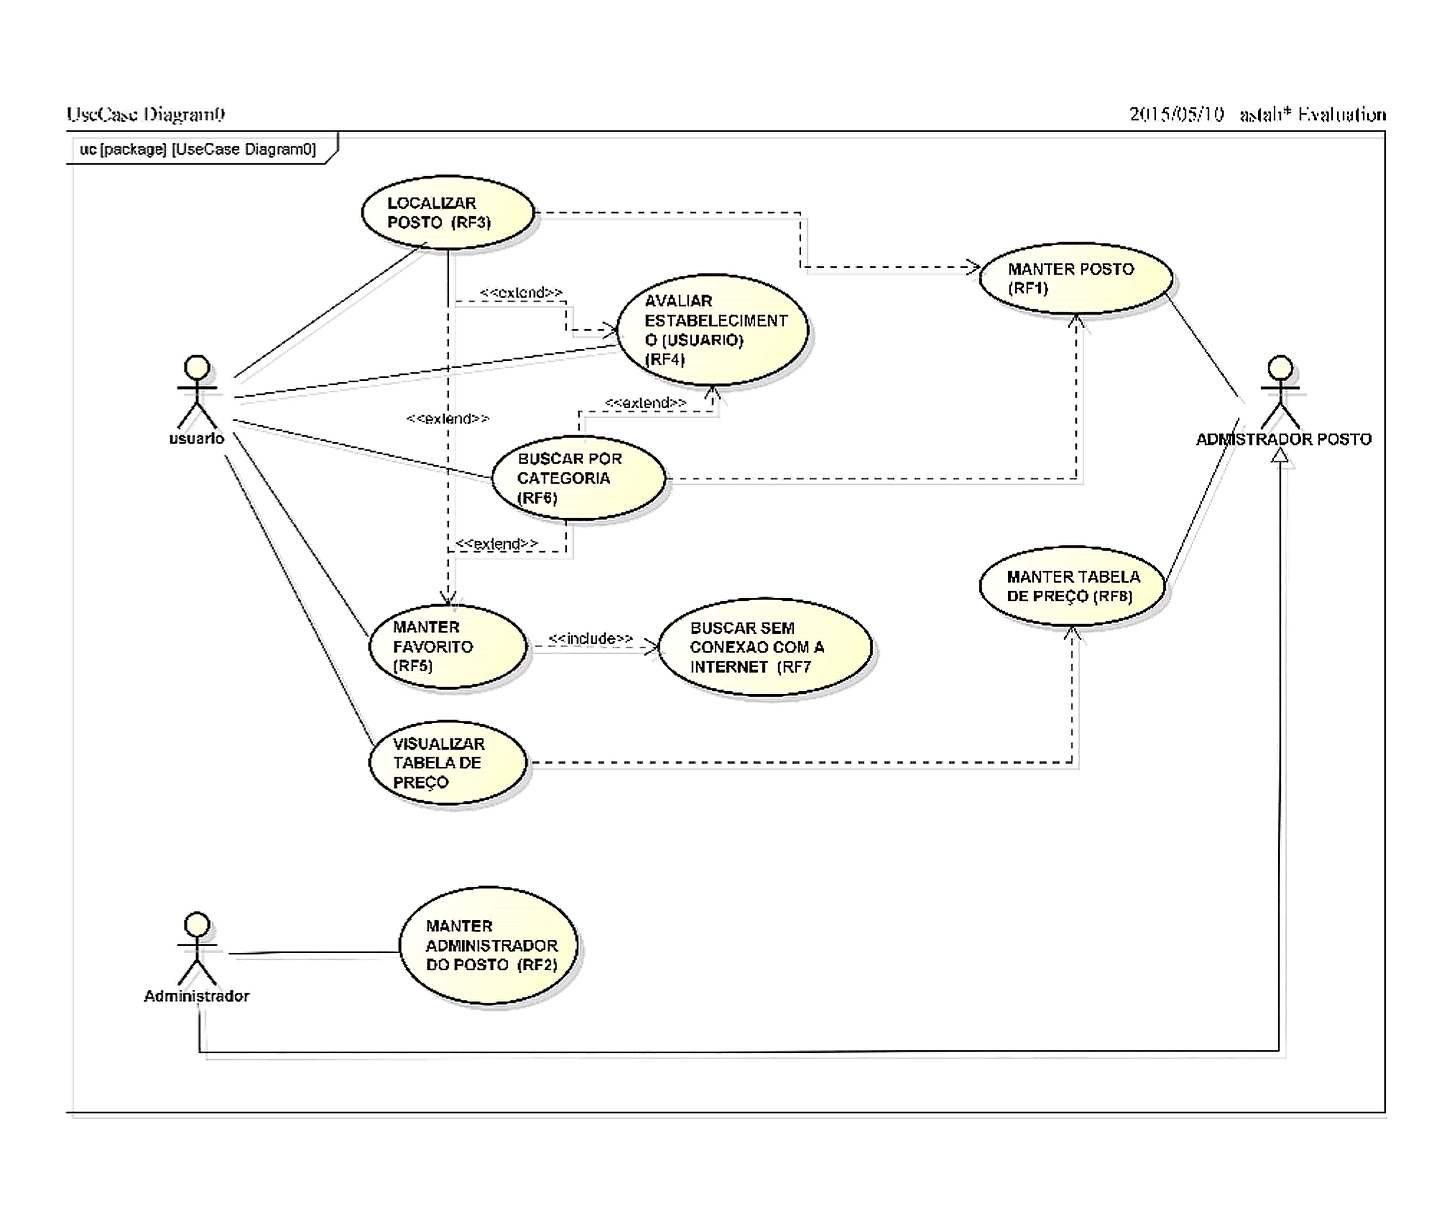 UseCase Diagram0
2015/05/10 astah* Evaluation
uc [package] [UseCase Diagram0]
LOCALIZAR
POSTO (RF3)
MANTER POSTO
(RF1)
<<extend>>
AVALIAR
ESTABELECIMENT
O (USUARIO)
(RF4)
usuario
<<extend>>
<<extend>>
ADMISTRADOR POSTO
BUSCAR POR
CATEGORIA
(RF6)
<<extend>>
MANTER TABELA
DE PREÇO (RF8)
MANTER
FAVORITO
(RF5)
<<include>>
BUSCAR SEM
CONEXAO COM A
INTERNET (RF7
VISUALIZAR
TABELA DE
PREÇO
MANTER
ADMINISTRADOR
DO POSTO (RF2)
Administrador